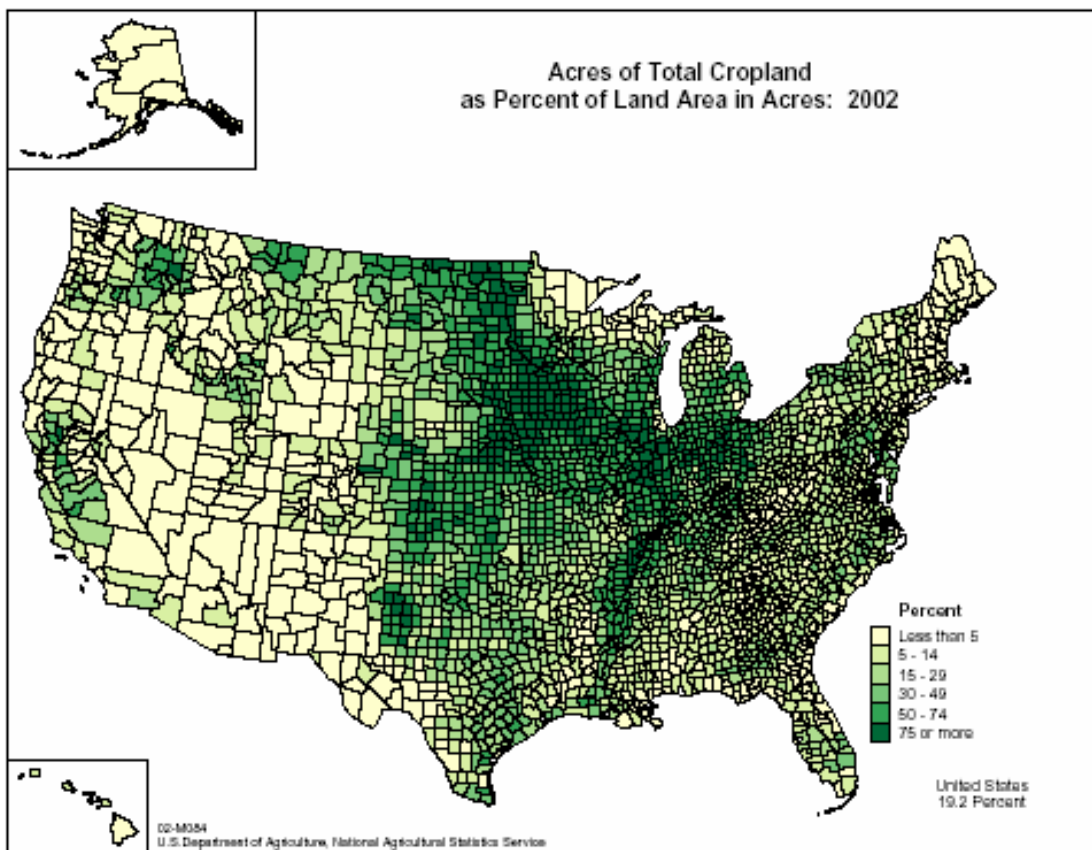 Acres of Total Cropland
as Percent of Land Area in Acres: 2002
Percent
Less than 5
5 - 14
15 - 29
30 - 49
50 - 74
75 or more
United States
19.2 Percent
02-M084
U.S. Department of Agriculture, National Agricultural Statistics Service